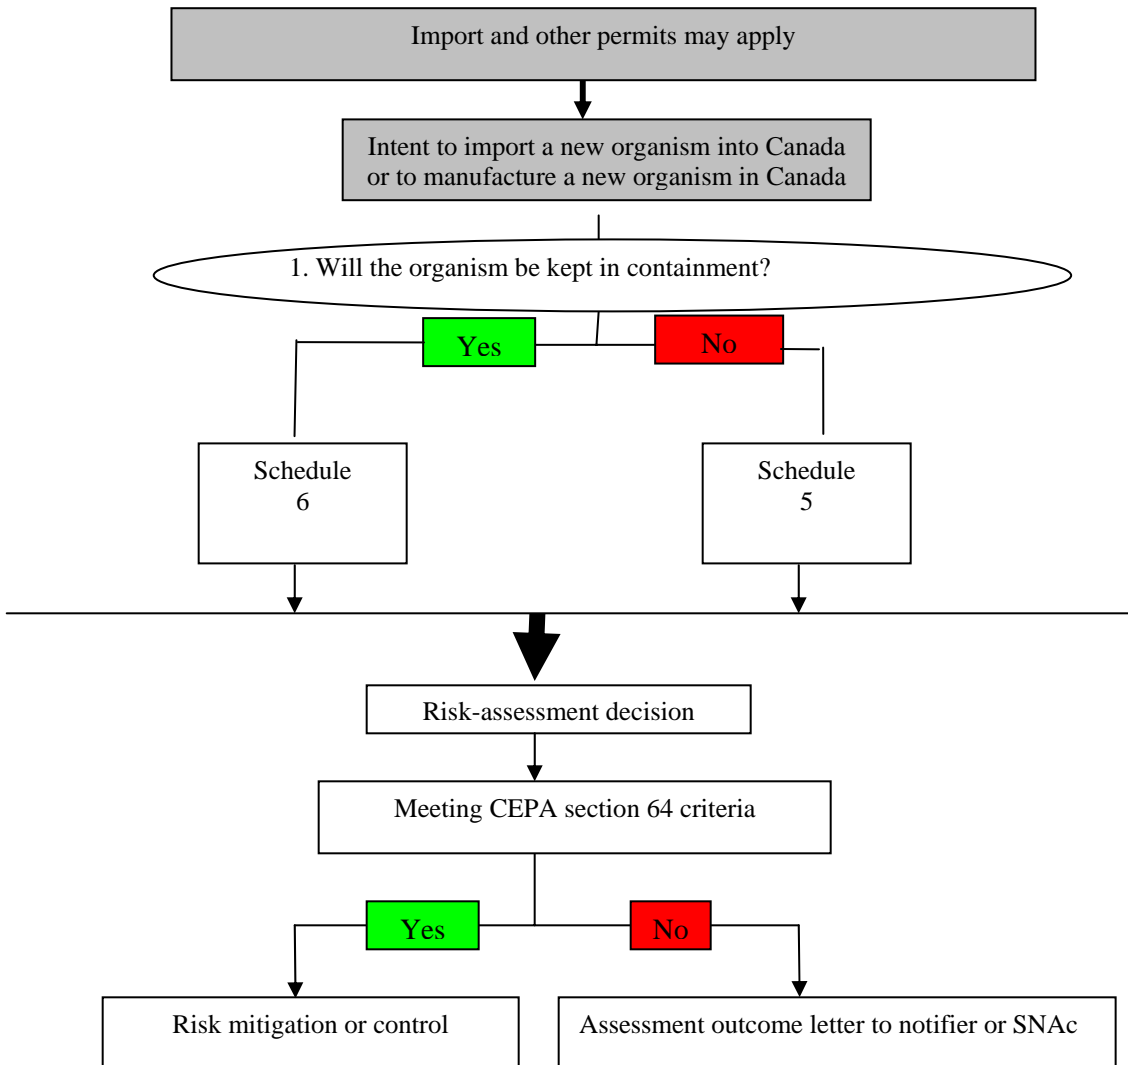 Import and other permits may apply
Intent to import a new organism into Canada
or to manufacture a new organism in Canada
1. Will the organism be kept in containment?
Yes
No
Schedule
6
Schedule
5
Risk-assessment decision
Meeting CEPA section 64 criteria
Yes
No
Risk mitigation or control
Assessment outcome letter to notifier or SNAc